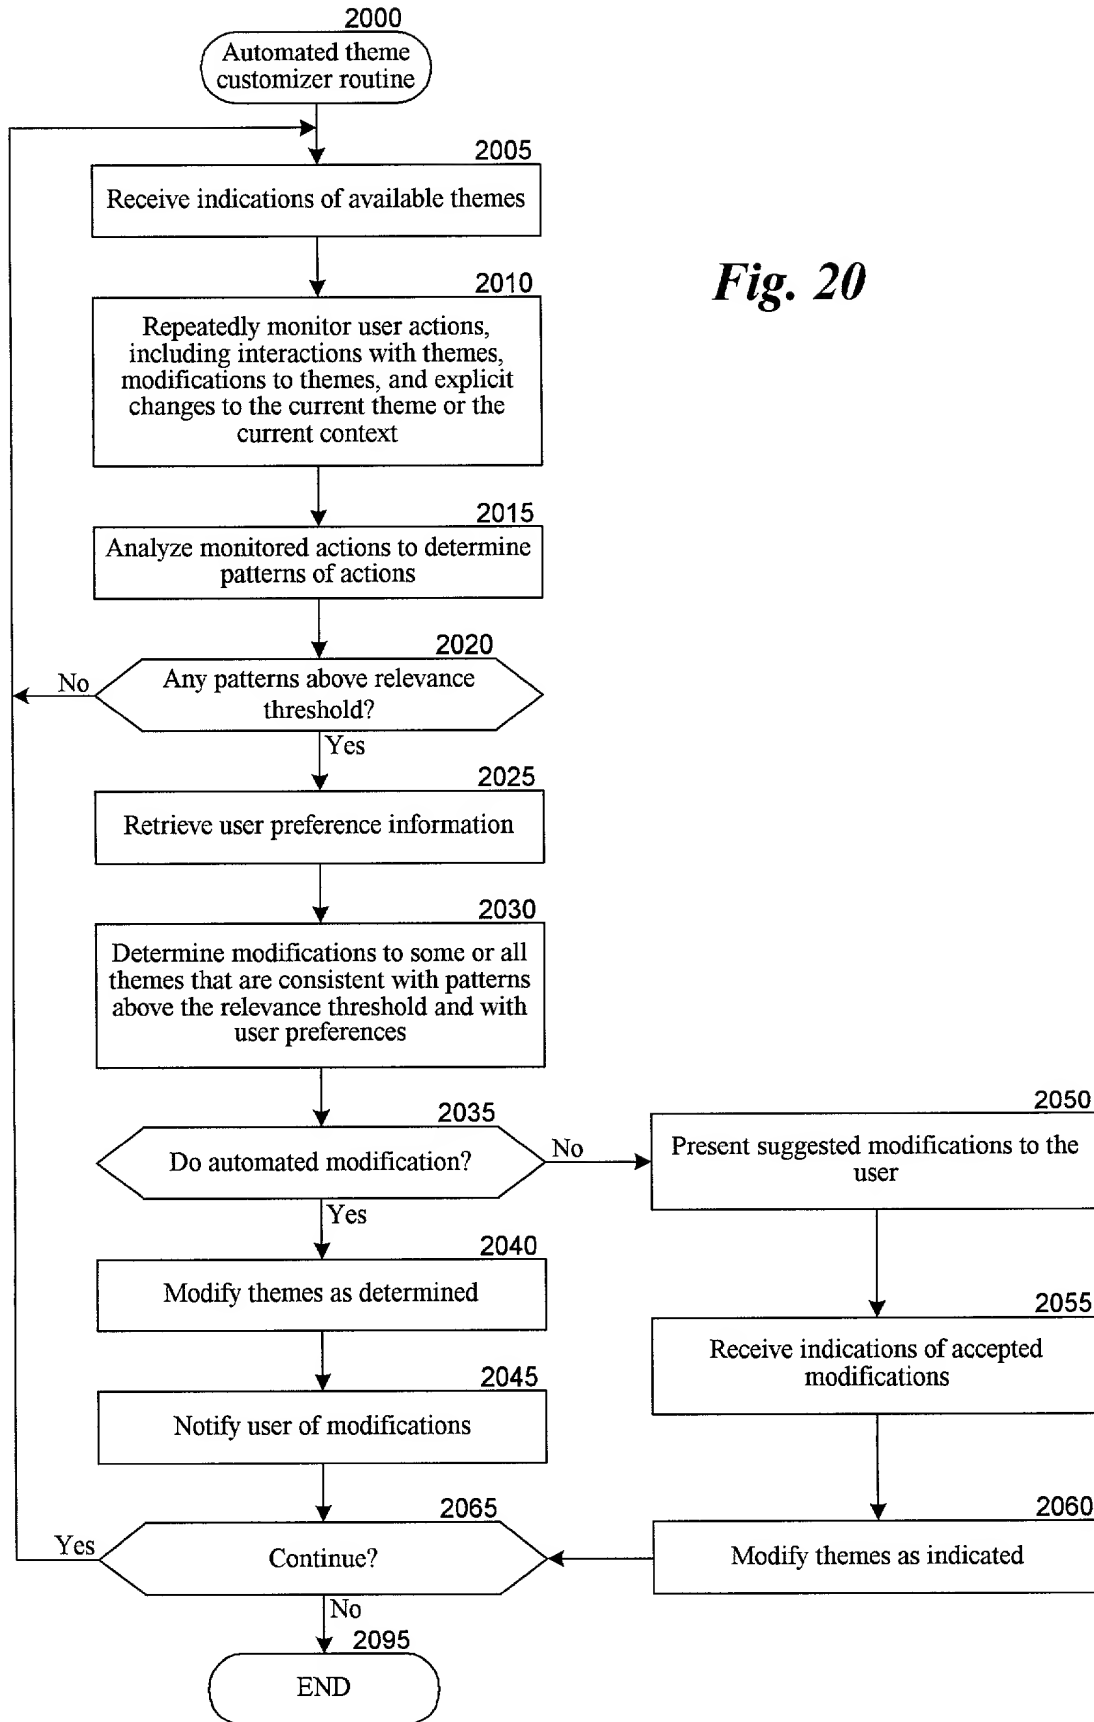 2000
Automated theme
customizer routine
2005
Receive indications of available themes
Fig. 20
2010
Repeatedly monitor user actions,
including interactions with themes,
modifications to themes, and explicit
changes to the current theme or the
current context
2015
Analyze monitored actions to determine
patterns of actions
2020
No
Any patterns above relevance
threshold?
Yes
2025
Retrieve user preference information
2030
Determine modifications to some or all
themes that are consistent with patterns
above the relevance threshold and with
user preferences
2035
Do automated modification?
No
Yes
2050
Present suggested modifications to the
user
2040
Modify themes as determined
2055
Receive indications of accepted
modifications
2045
Notify user of modifications
2060
Modify themes as indicated
2065
Yes
Continue?
No
2095
END